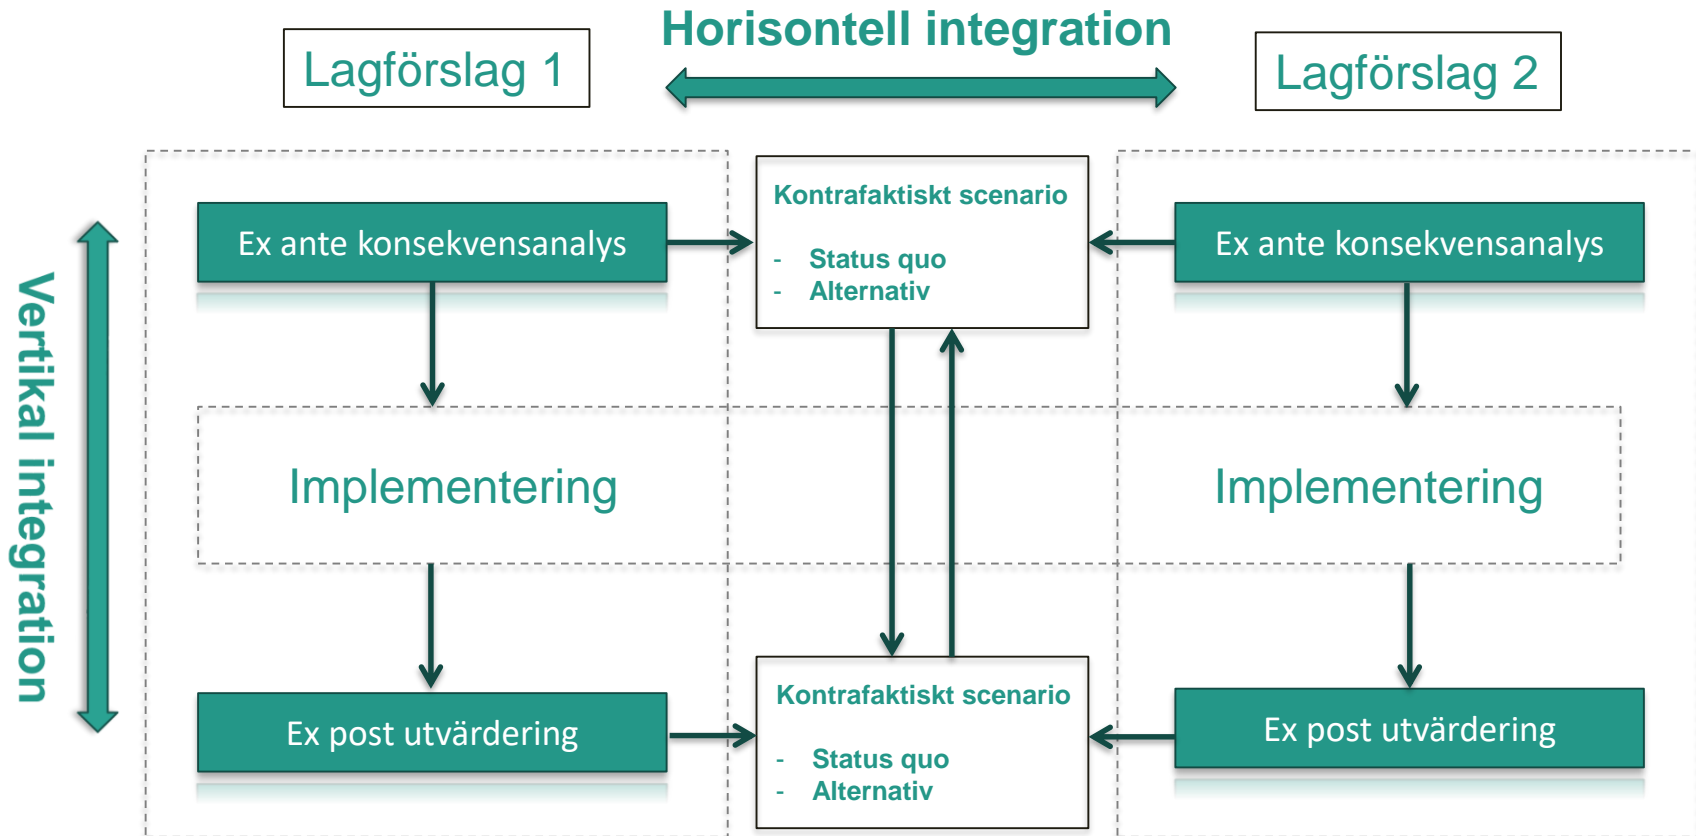 Horisontell integration
Lagförslag 1
Lagförslag 2
Vertikal integration
Ex ante konsekvensanalys
Kontrafaktiskt scenario
- Status quo
- Alternativ
Ex ante konsekvensanalys
Implementering
Implementering
Ex post utvärdering
Kontrafaktiskt scenario
- Status quo
- Alternativ
Ex post utvärdering